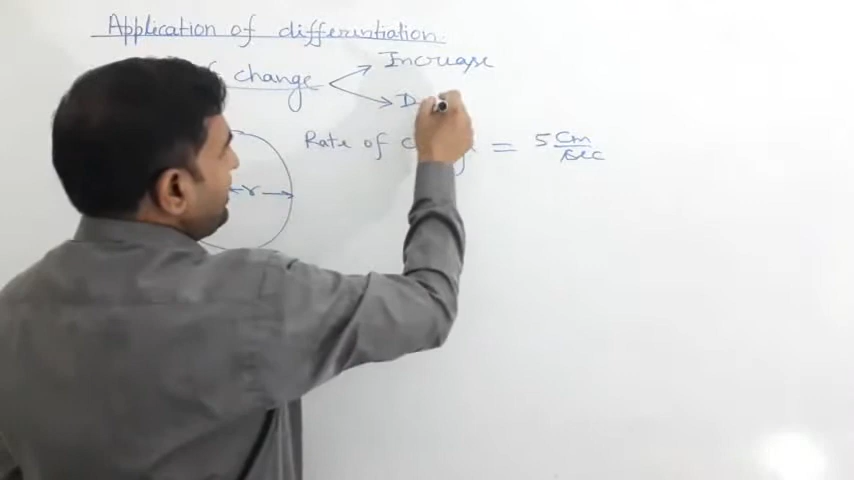 Application of differentiation.
change
Increase
D
Rate of = 5 cm/sec
r